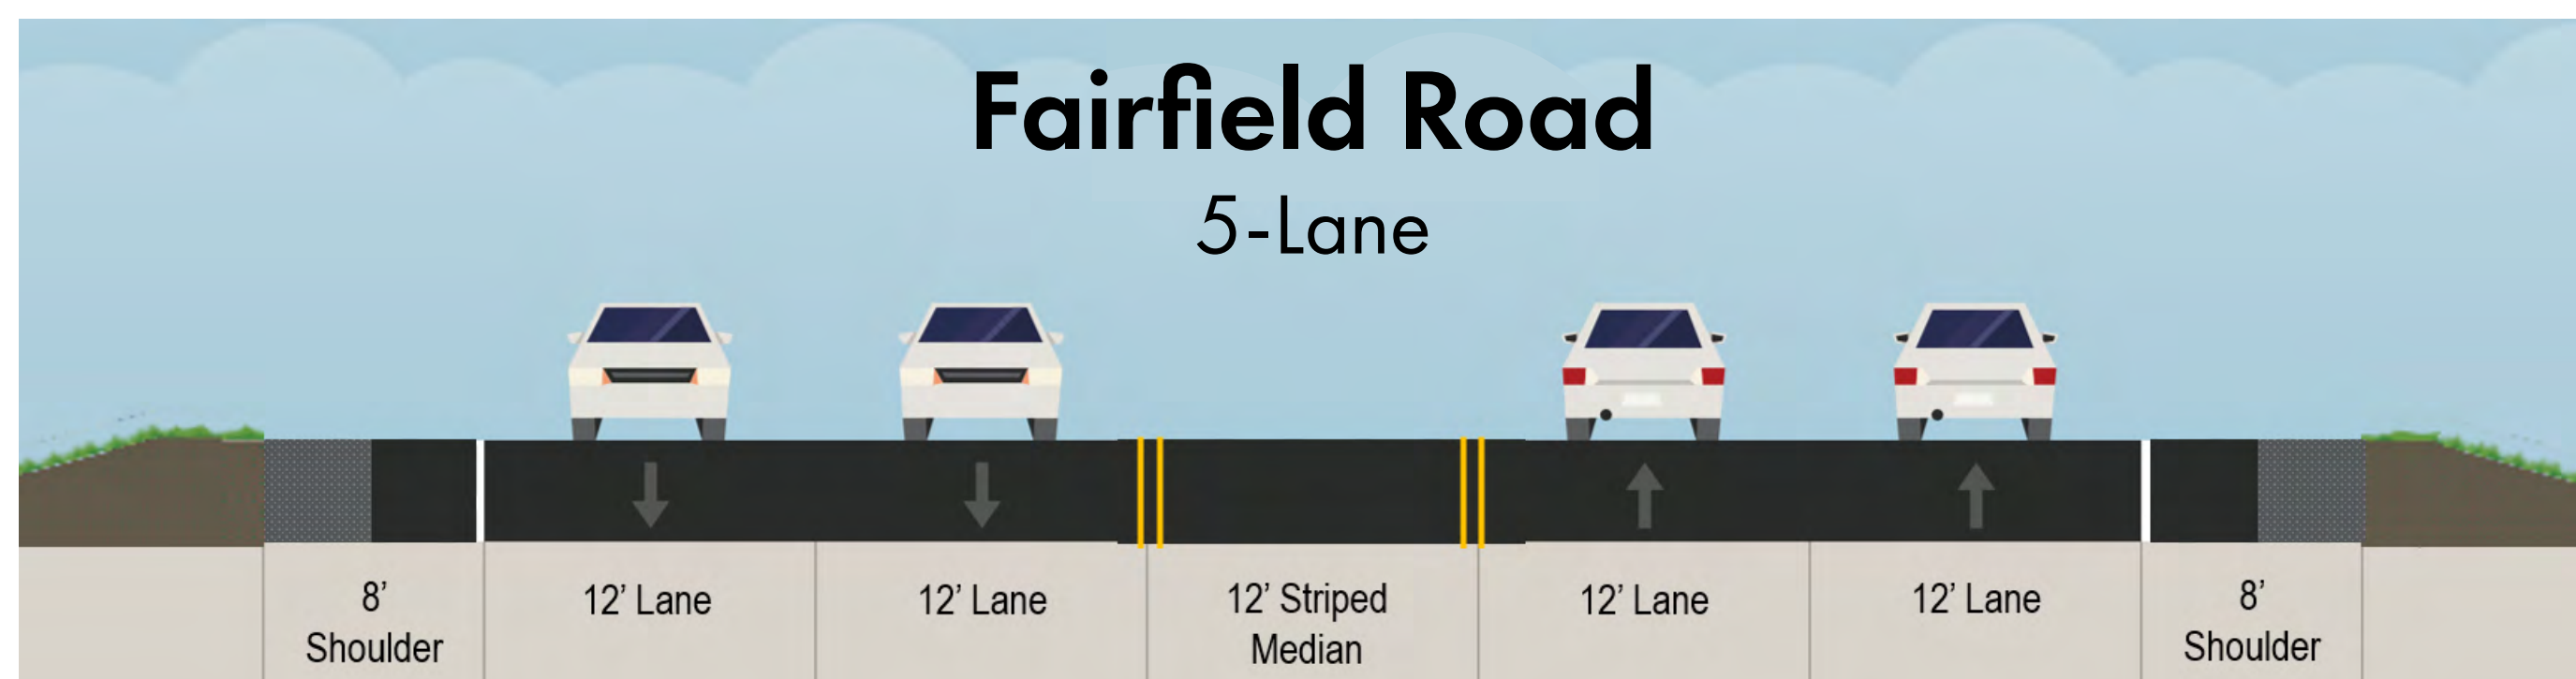 Fairfield Road
5-Lane
8’
Shoulder
12’ Lane
12’ Lane
12’ Striped
Median
12’ Lane
12’ Lane
8’
Shoulder